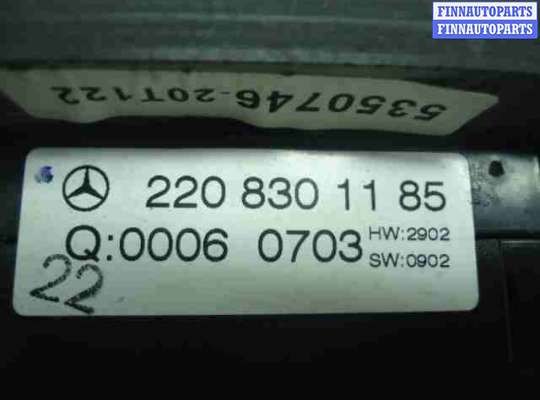 FINNAUTOPARTS
FINNAUTOPARTS
5350746-20T122
220 830 11 85
Q:0006 0703 HW:2902
SW:0902
22